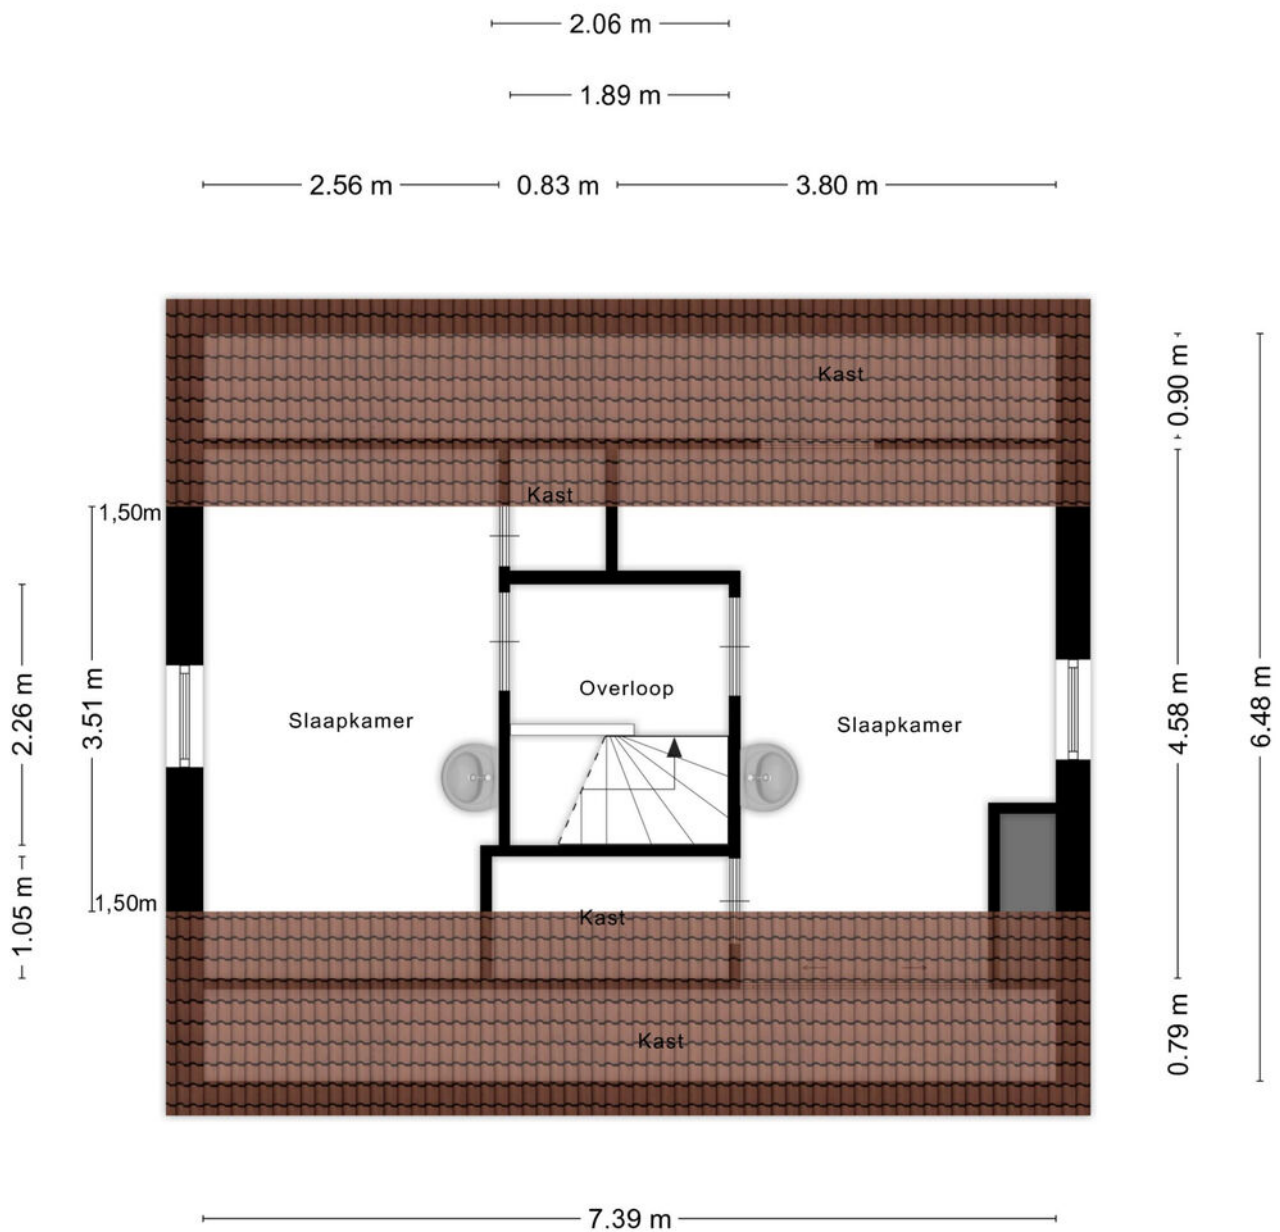 2.06 m
1.89 m
2.56 m
0.83 m
3.80 m
Kast
0.90 m
Kast
1,50m
2.26 m
3.51 m
Overloop
Slaapkamer
Slaapkamer
4.58 m
6.48 m
1.05 m
1,50m
Kast
0.79 m
Kast
7.39 m